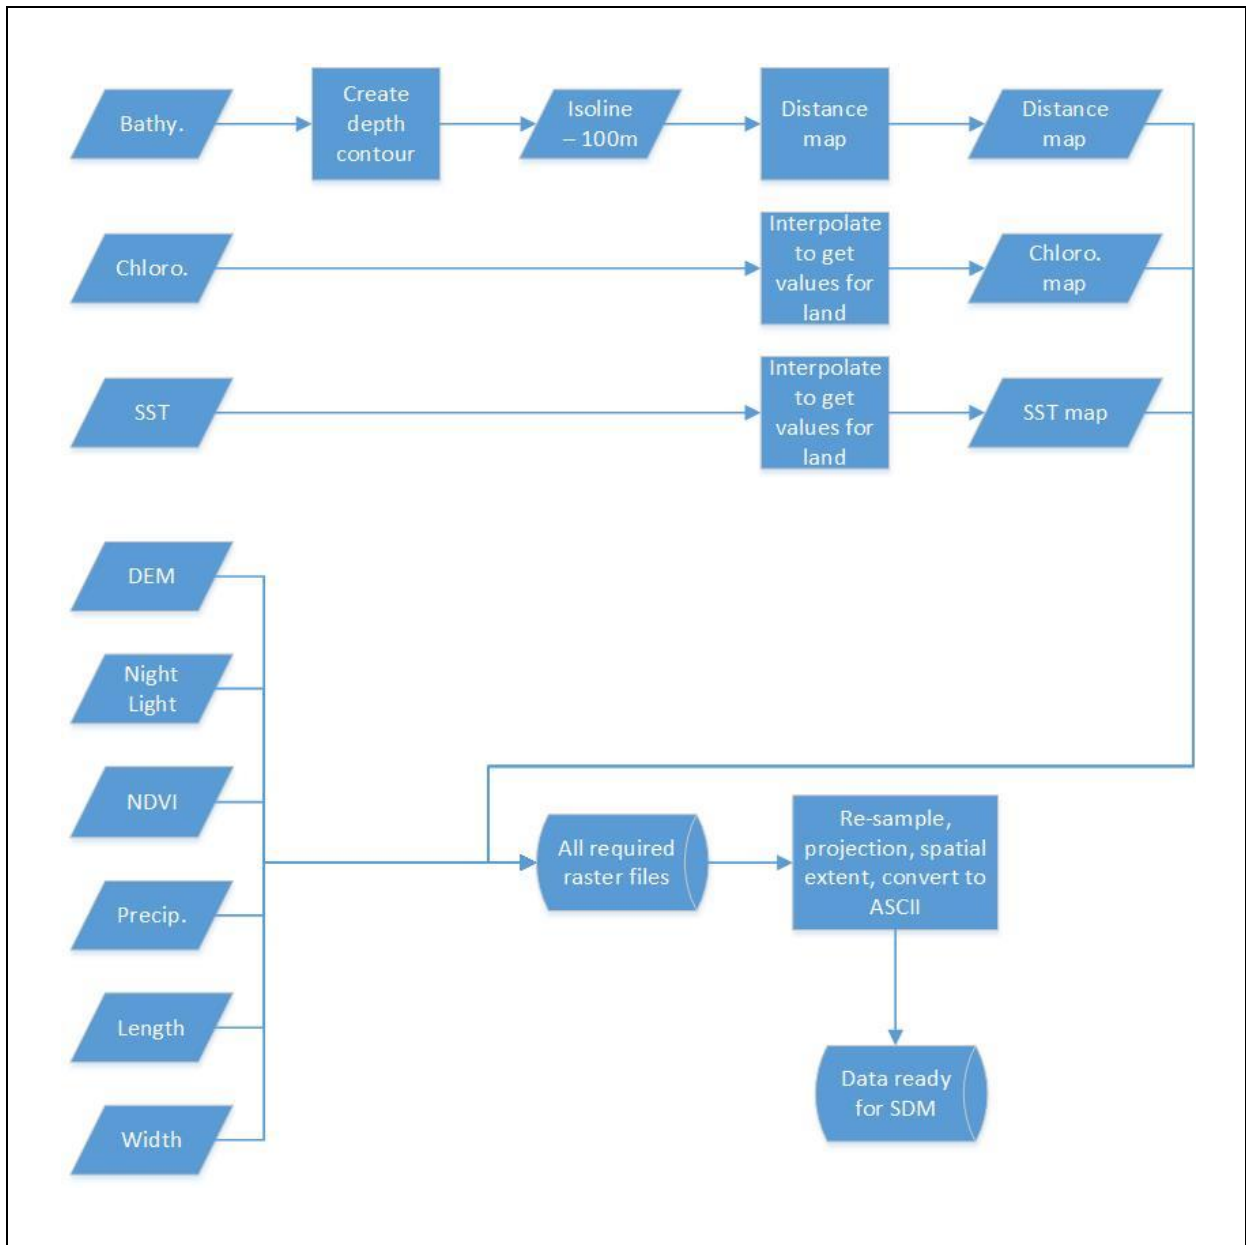 Bathy.
Create
depth
contour
Isoline
– 100m
Distance
map
Distance
map
Chloro.
Interpolate
to get
values for
land
Chloro.
map
SST
Interpolate
to get
values for
land
SST map
DEM
Night
Light
NDVI
Precip.
Length
Width
All required
raster files
Re-sample,
projection, spatial
extent, convert to
ASCII
Data ready
for SDM